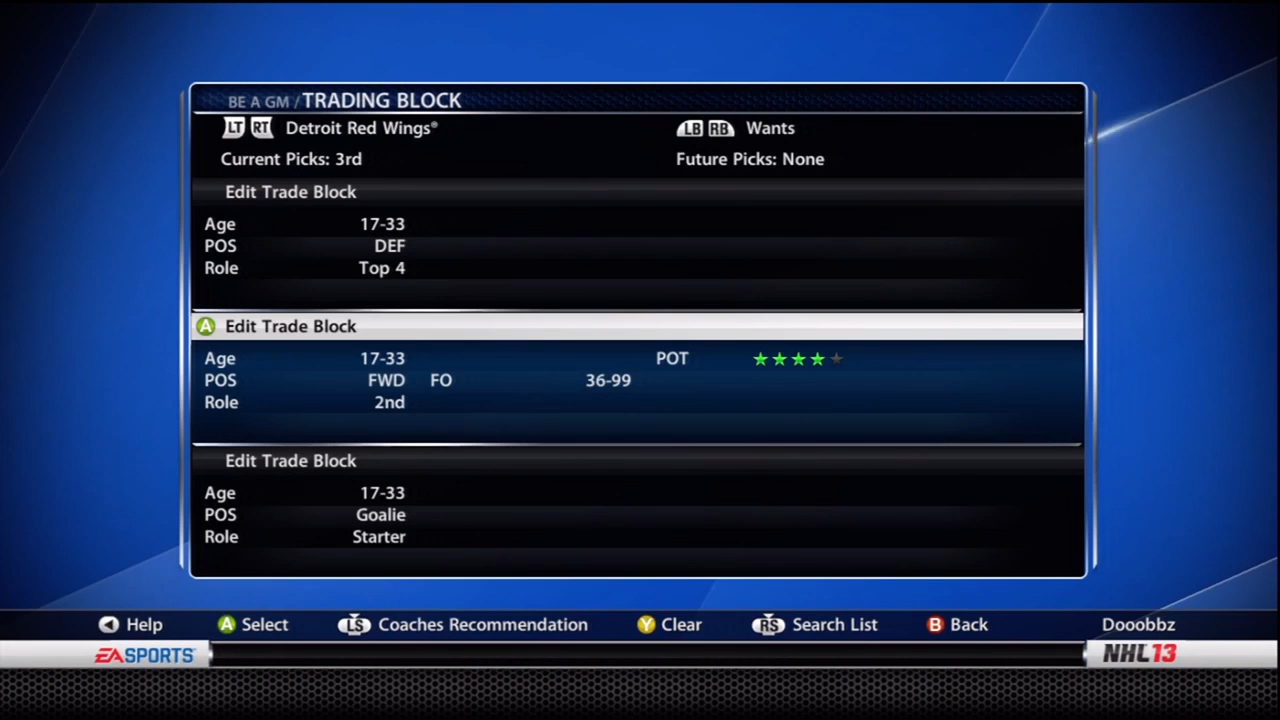 BE A GM / TRADING BLOCK
LT RT Detroit Red Wings® LB RB Wants
Current Picks: 3rd Future Picks: None
Edit Trade Block
Age 17-33
POS DEF
Role Top 4
A Edit Trade Block
Age 17-33 POT
POS FWD FO 36-99
Role 2nd
Edit Trade Block
Age 17-33
POS Goalie
Role Starter
Help A Select LS Coaches Recommendation Y Clear RS Search List B Back Dooobbz
EA SPORTS NHL 13